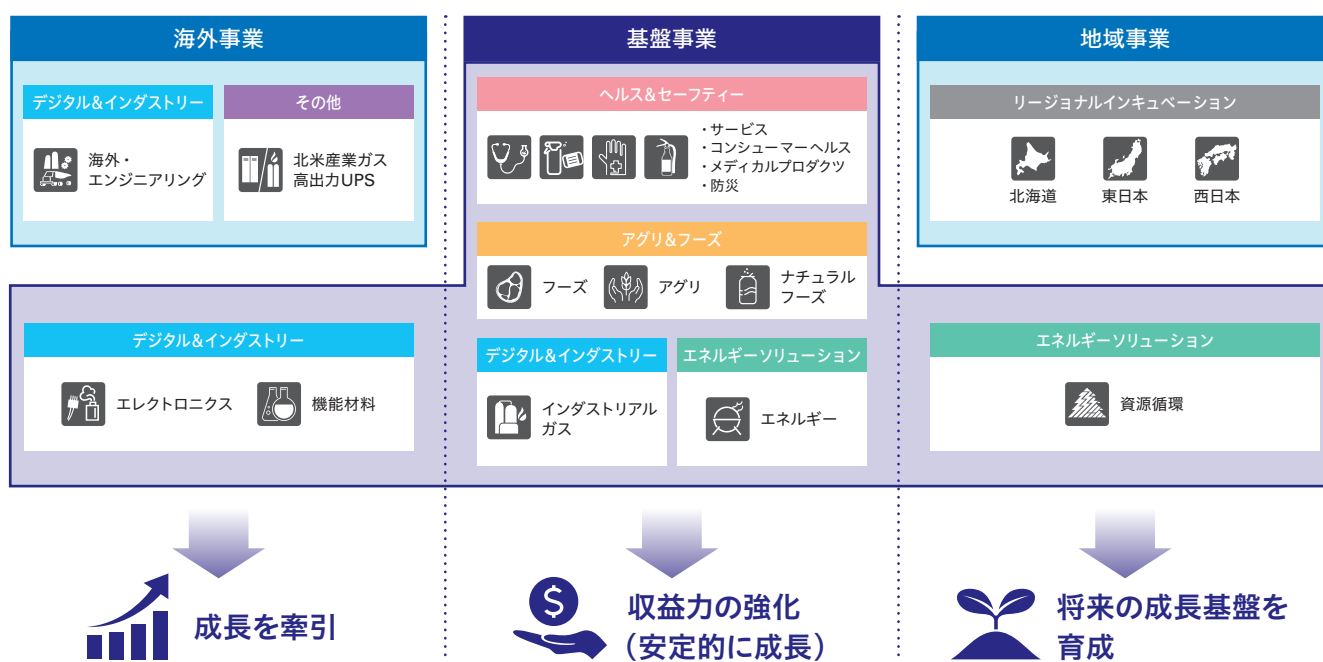 海外事業
デジタル&インダストリー
海外・
エンジニアリング
その他
北米産業ガス
高出力UPS
デジタル&インダストリー
エレクトロニクス
機能材料
成長を牽引
基盤事業
ヘルス&セーフティー
・サービス
・コンシューマーヘルス
・メディカルプロダクツ
・防災
アグリ&フーズ
フーズ
アグリ
ナチュラル
フーズ
デジタル&インダストリー
インダストリアル
ガス
エネルギーソリューション
エネルギー
$
収益力の強化
(安定的に成長)
地域事業
リージョナルインキュベーション
北海道
東日本
西日本
エネルギーソリューション
資源循環
将来の成長基盤を
育成